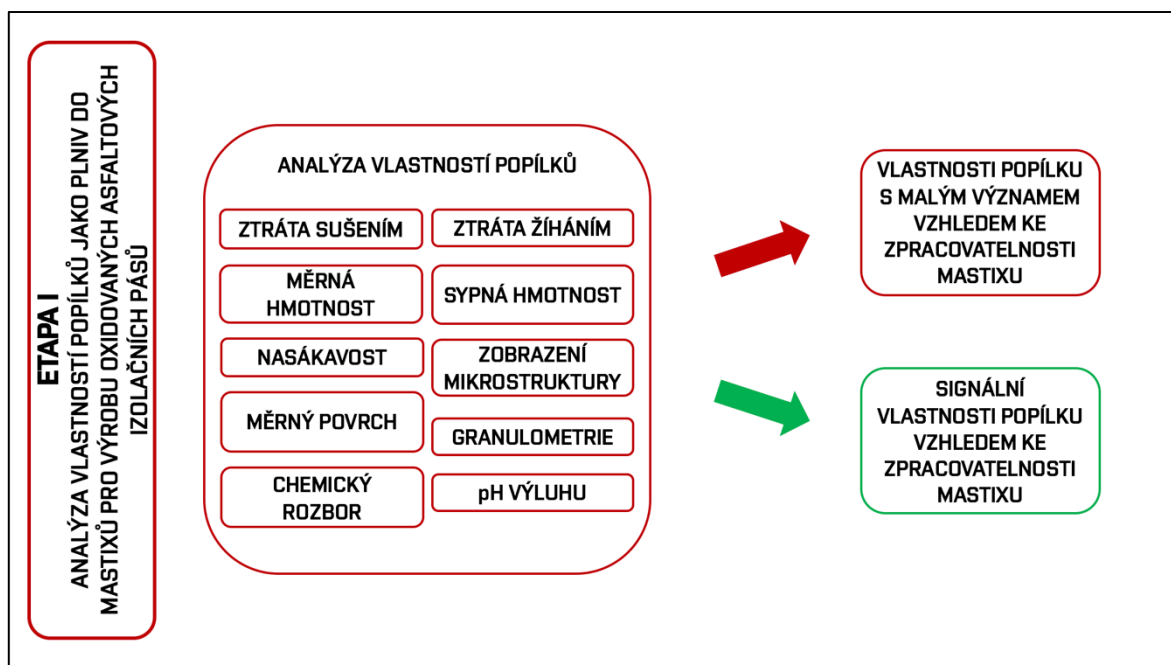 ETAPA I
ANALÝZA VLASTNOSTÍ POPÍLKŮ JAKO PLNIV DO
MASTIXŮ PRO VÝROBU OXIDOVANÝCH ASFALTOVÝCH
IZOLAČNÍCH PÁSŮ
ANALÝZA VLASTNOSTÍ POPÍLKŮ
ZTRÁTA SUŠENÍM
ZTRÁTA ŽÍHÁNÍM
MĚRNÁ
HMOTNOST
SYPNÁ HMOTNOST
NASÁKAVOST
ZOBRAZENÍ
MIKROSTRUKTURY
MĚRNÝ POVRCH
GRANULOMETRIE
CHEMICKÝ
ROZBOR
pH VÝLUHU
VLASTNOSTI POPÍLKU
S MALÝM VÝZNAMEM
VZHLEDEM KE
ZPRACOVATELNOSTI
MASTIXU
SIGNÁLNÍ
VLASTNOSTI POPÍLKU
VZHLEDEM KE
ZPRACOVATELNOSTI
MASTIXU